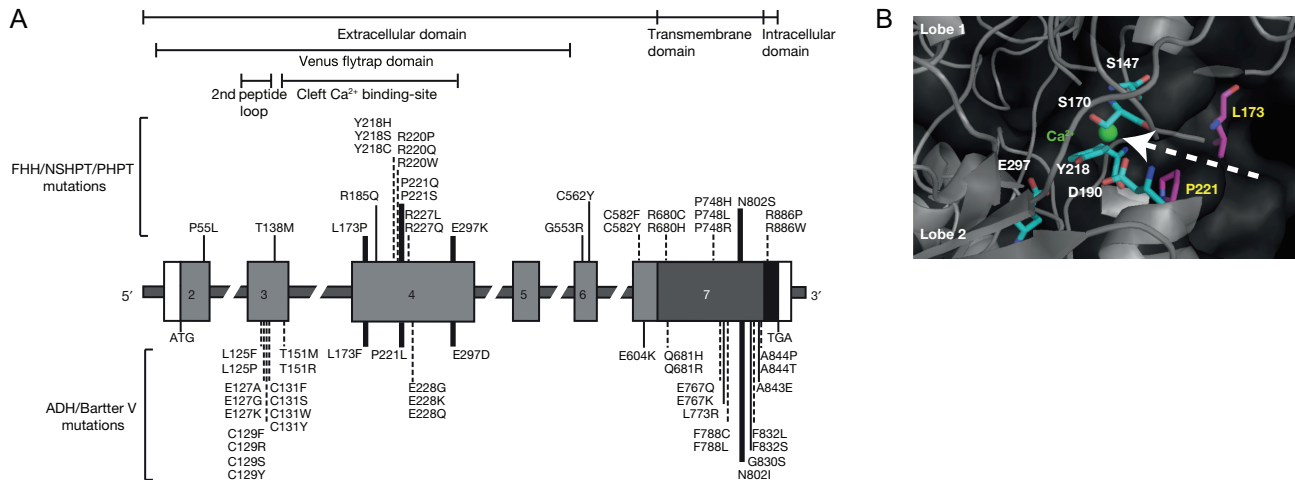 A
Extracellular domain
Transmembrane
domain
Intracellular
domain
Venus flytrap domain
2nd peptide
loop
Cleft Ca²⁺ binding-site
FHH/NSHPT/PHPT
mutations
P55L
T138M
L173P
R185Q
Y218H
Y218S
Y218C
R220P
R220Q
R220W
P221Q
P221S
R227L
R227Q
E297K
G553R
C562Y
C582F
C582Y
R680C
R680H
P748H
P748L
P748R
N802S
R886P
R886W
5′
2
3
4
5
6
7
3′
ATG
TGA
ADH/Bartter V
mutations
L125F
L125P
E127A
E127G
E127K
C129F
C129R
C129S
C129Y
T151M
T151R
C131F
C131S
C131W
C131Y
L173F
P221L
E297D
E228G
E228K
E228Q
E604K
Q681H
Q681R
E767Q
E767K
L773R
F788C
F788L
N802I
G830S
F832L
F832S
A843E
A844P
A844T
B
Lobe 1
S147
S170
L173
Ca²⁺
E297
Y218
D190
P221
Lobe 2